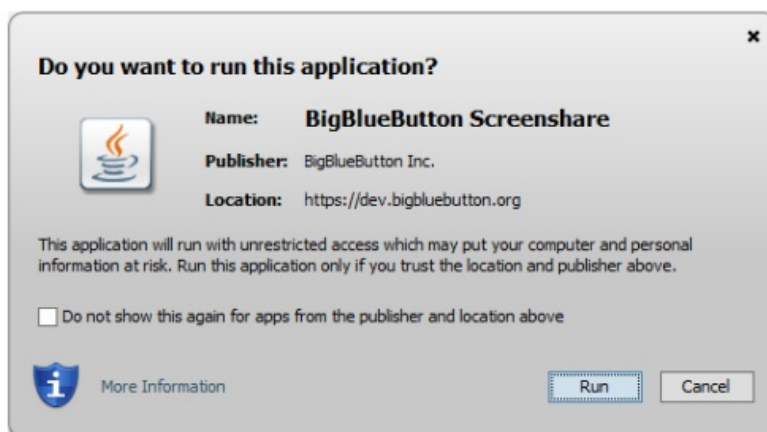 Do you want to run this application?
Name: BigBlueButton Screenshare
Publisher: BigBlueButton Inc.
Location: https://dev.bigbluebutton.org
This application will run with unrestricted access which may put your computer and personal
information at risk. Run this application only if you trust the location and publisher above.
Do not show this again for apps from the publisher and location above
More Information
Run
Cancel